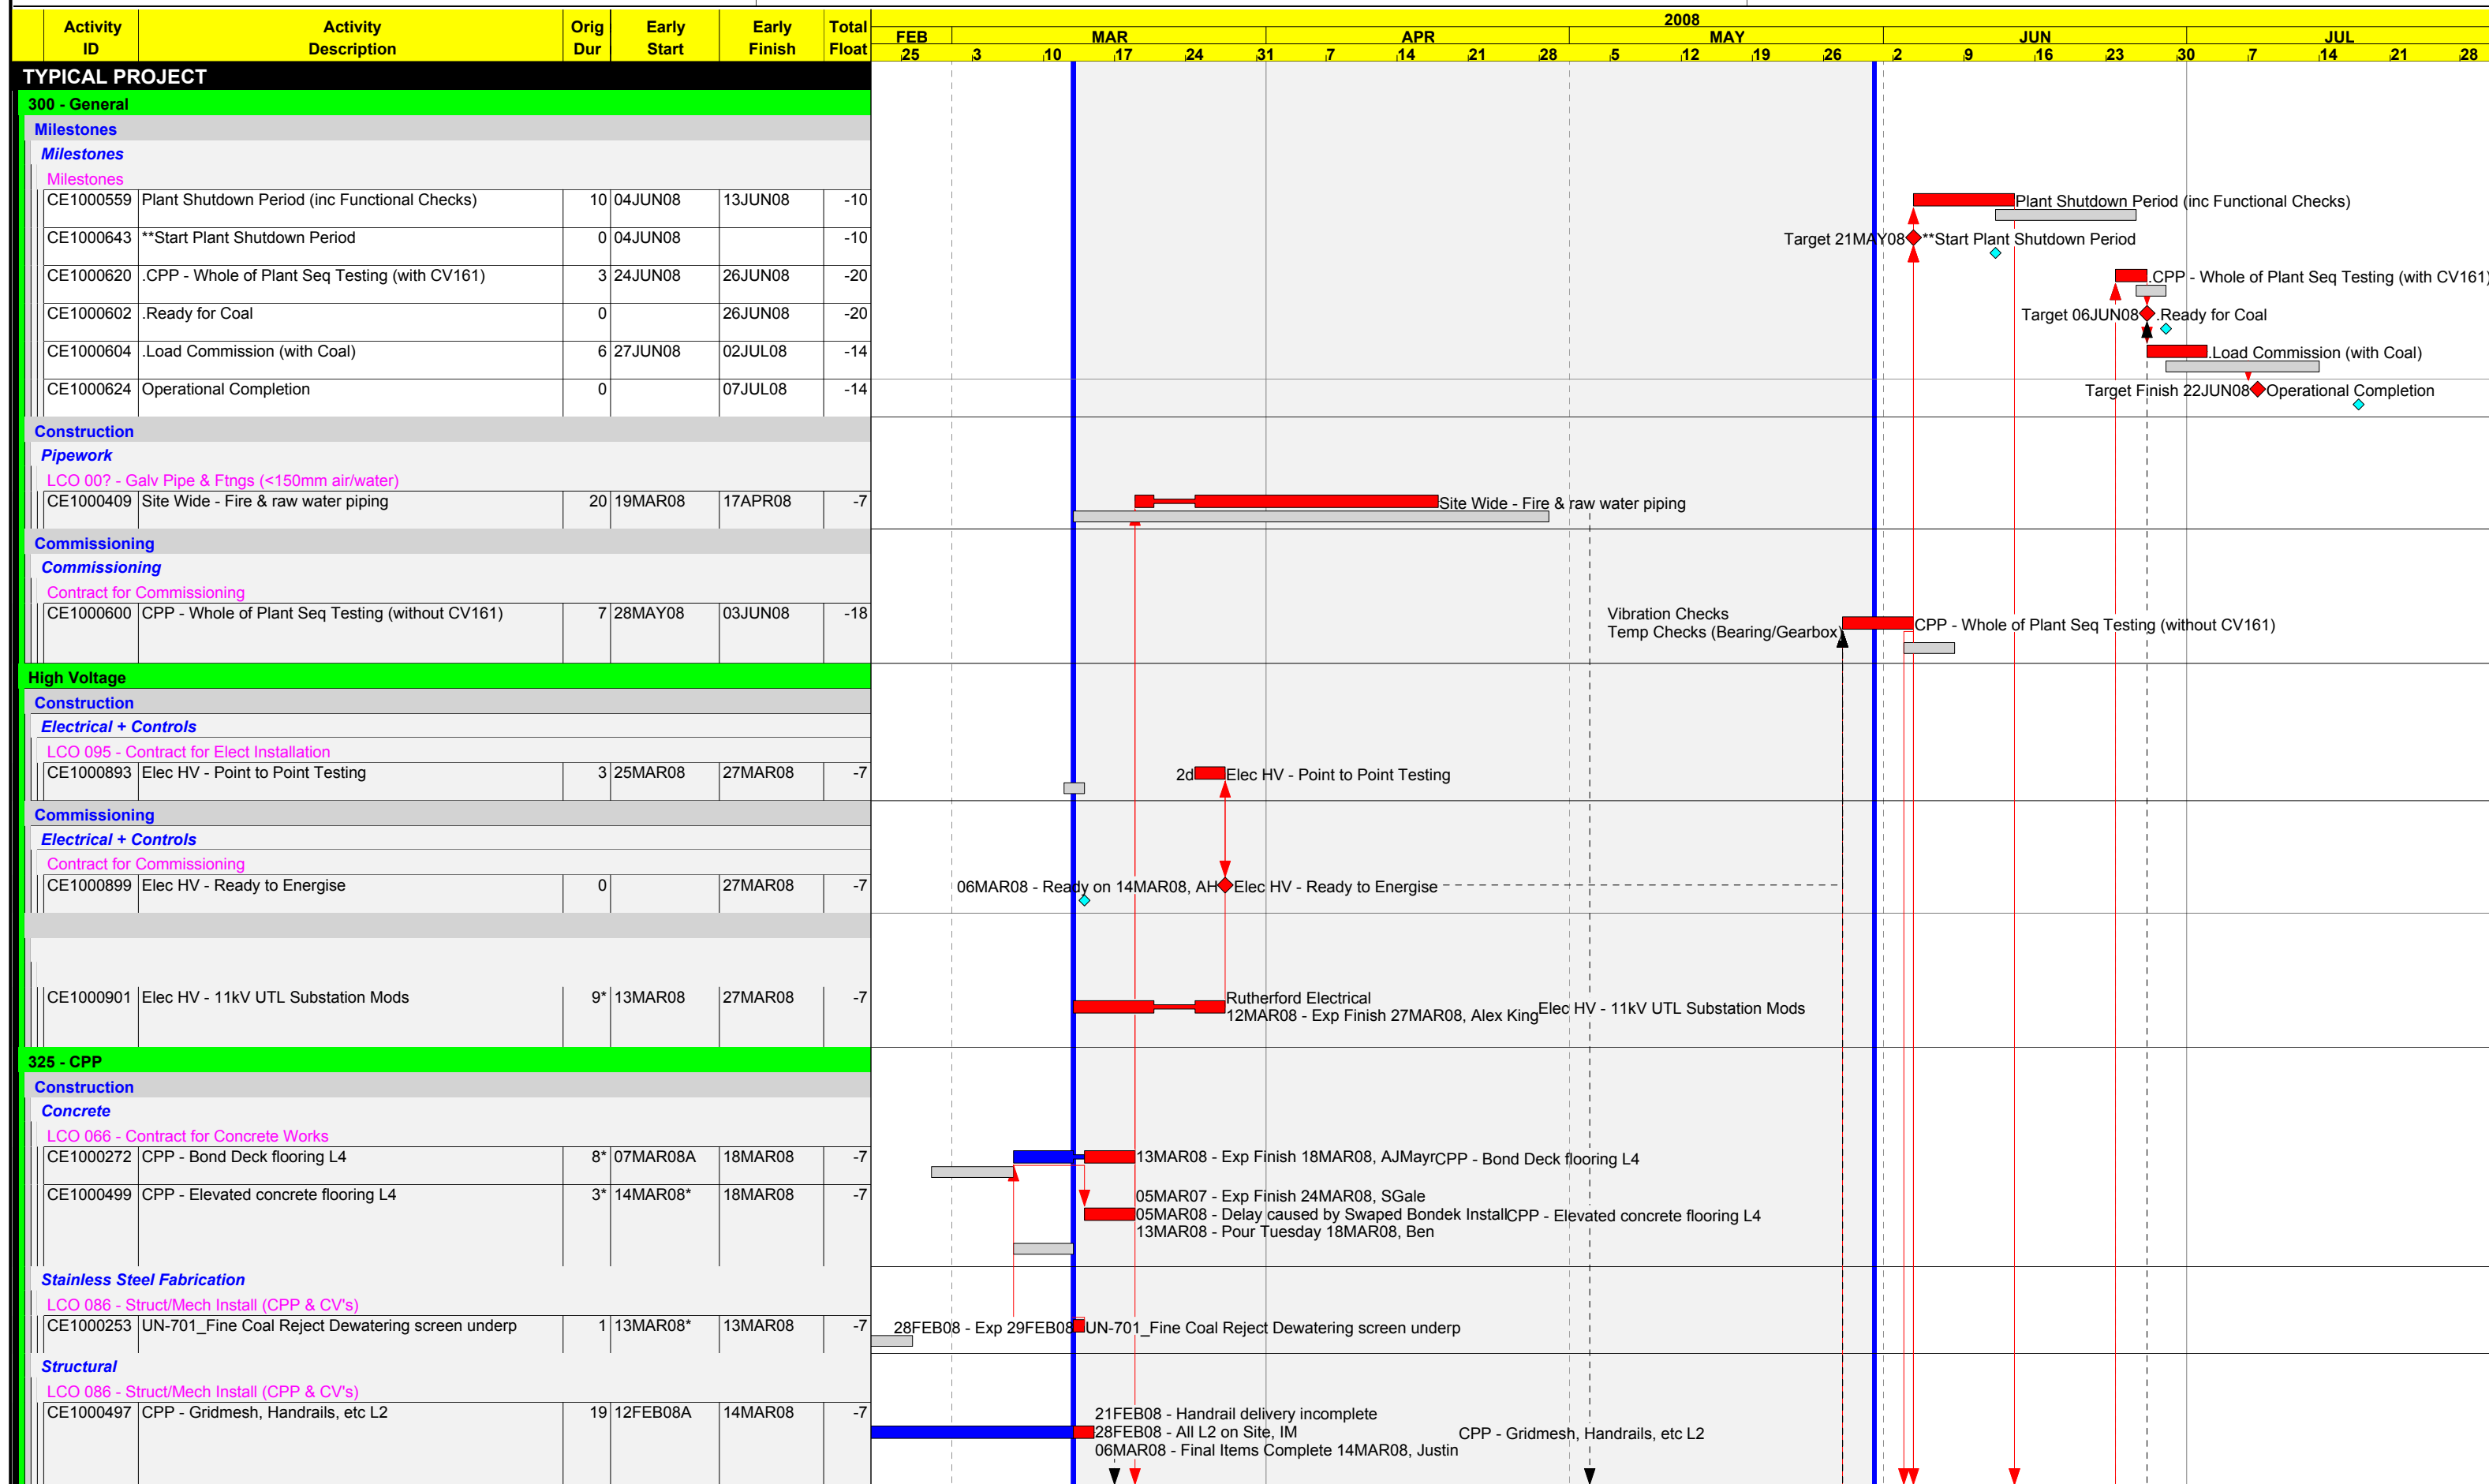 2008
Activity Activity Orig Early Early Total
ID Description Dur Start Finish Float
FEB MAR APR MAY JUN JUL
25 3 10 17 24 31 7 14 21 28 5 12 19 26 2 9 16 23 30 7 14 21 28
TYPICAL PROJECT
300 - General
Milestones
Milestones
Milestones
CE1000559 Plant Shutdown Period (inc Functional Checks) 10 04JUN08 13JUN08 -10 Plant Shutdown Period (inc Functional Checks)
CE1000643 **Start Plant Shutdown Period 0 04JUN08 -10 Target 21MAY08 **Start Plant Shutdown Period
CE1000620 .CPP - Whole of Plant Seq Testing (with CV161) 3 24JUN08 26JUN08 -20 .CPP - Whole of Plant Seq Testing (with CV161)
CE1000602 .Ready for Coal 0 26JUN08 -20 Target 06JUN08 .Ready for Coal
CE1000604 .Load Commission (with Coal) 6 27JUN08 02JUL08 -14 .Load Commission (with Coal)
CE1000624 Operational Completion 0 07JUL08 -14 Target Finish 22JUN08 Operational Completion
Construction
Pipework
LCO 00? - Galv Pipe & Ftngs (<150mm air/water)
CE1000409 Site Wide - Fire & raw water piping 20 19MAR08 17APR08 -7 Site Wide - Fire & raw water piping
Commissioning
Commissioning
Contract for Commissioning
CE1000600 CPP - Whole of Plant Seq Testing (without CV161) 7 28MAY08 03JUN08 -18 Vibration Checks
Temp Checks (Bearing/Gearbox) CPP - Whole of Plant Seq Testing (without CV161)
High Voltage
Construction
Electrical + Controls
LCO 095 - Contract for Elect Installation
CE1000893 Elec HV - Point to Point Testing 3 25MAR08 27MAR08 -7 2d Elec HV - Point to Point Testing
Commissioning
Electrical + Controls
Contract for Commissioning
CE1000899 Elec HV - Ready to Energise 0 27MAR08 -7 06MAR08 - Ready on 14MAR08, AH Elec HV - Ready to Energise
CE1000901 Elec HV - 11kV UTL Substation Mods 9* 13MAR08 27MAR08 -7 Rutherford Electrical
12MAR08 - Exp Finish 27MAR08, Alex King Elec HV - 11kV UTL Substation Mods
325 - CPP
Construction
Concrete
LCO 066 - Contract for Concrete Works
CE1000272 CPP - Bond Deck flooring L4 8* 07MAR08A 18MAR08 -7 13MAR08 - Exp Finish 18MAR08, AJMayr CPP - Bond Deck flooring L4
CE1000499 CPP - Elevated concrete flooring L4 3* 14MAR08* 18MAR08 -7 05MAR07 - Exp Finish 24MAR08, SGale
05MAR08 - Delay caused by Swaped Bondek Install CPP - Elevated concrete flooring L4
13MAR08 - Pour Tuesday 18MAR08, Ben
Stainless Steel Fabrication
LCO 086 - Struct/Mech Install (CPP & CV's)
CE1000253 UN-701_Fine Coal Reject Dewatering screen underp 1 13MAR08* 13MAR08 -7 28FEB08 - Exp 29FEB08 UN-701_Fine Coal Reject Dewatering screen underp
Structural
LCO 086 - Struct/Mech Install (CPP & CV's)
CE1000497 CPP - Gridmesh, Handrails, etc L2 19 12FEB08A 14MAR08 -7 21FEB08 - Handrail delivery incomplete
28FEB08 - All L2 on Site, IM CPP - Gridmesh, Handrails, etc L2
06MAR08 - Final Items Complete 14MAR08, Justin